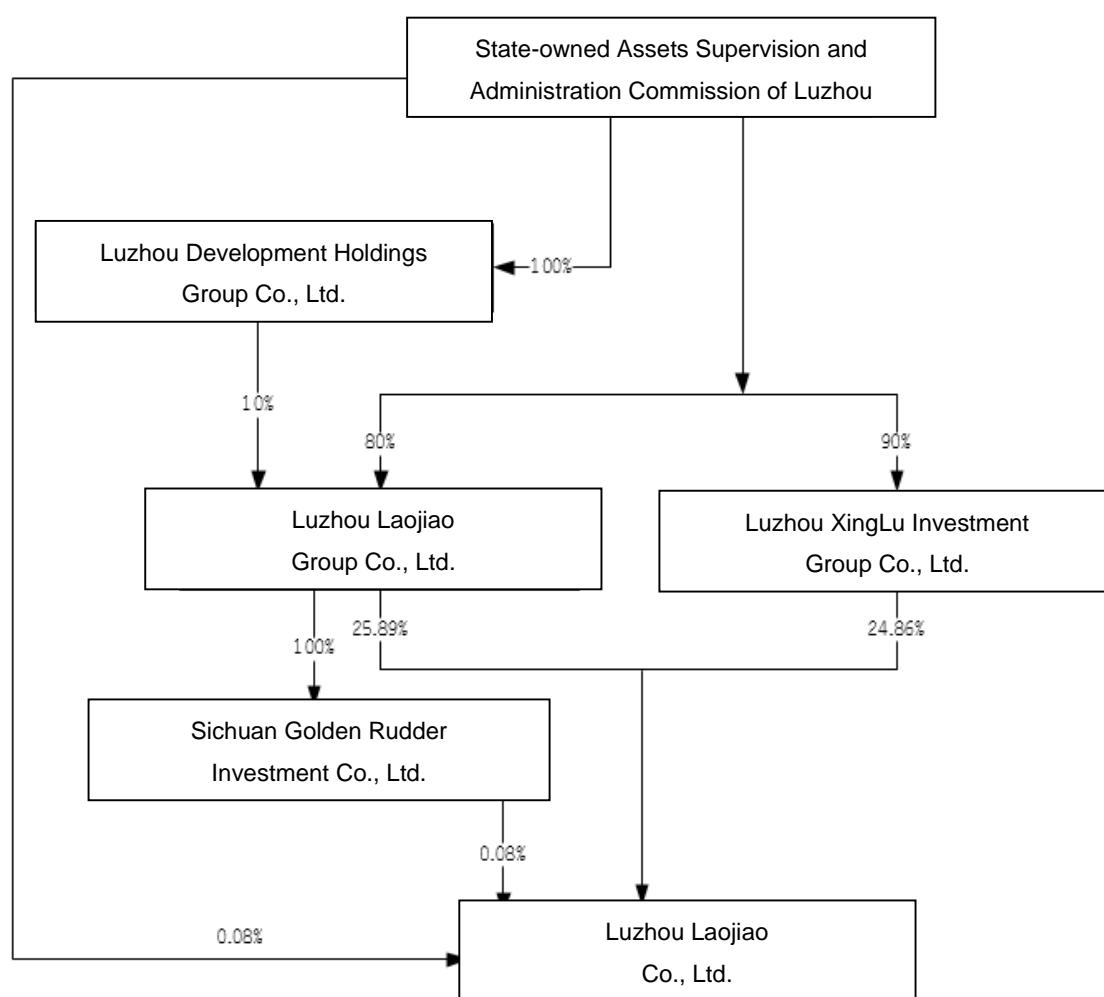 State-owned Assets Supervision and
Administration Commission of Luzhou
Luzhou Development Holdings
Group Co., Ltd.
100%
10%
80%
90%
Luzhou Laojiao
Group Co., Ltd.
Luzhou XingLu Investment
Group Co., Ltd.
100%
25.89%
24.86%
Sichuan Golden Rudder
Investment Co., Ltd.
0.08%
0.08%
Luzhou Laojiao
Co., Ltd.